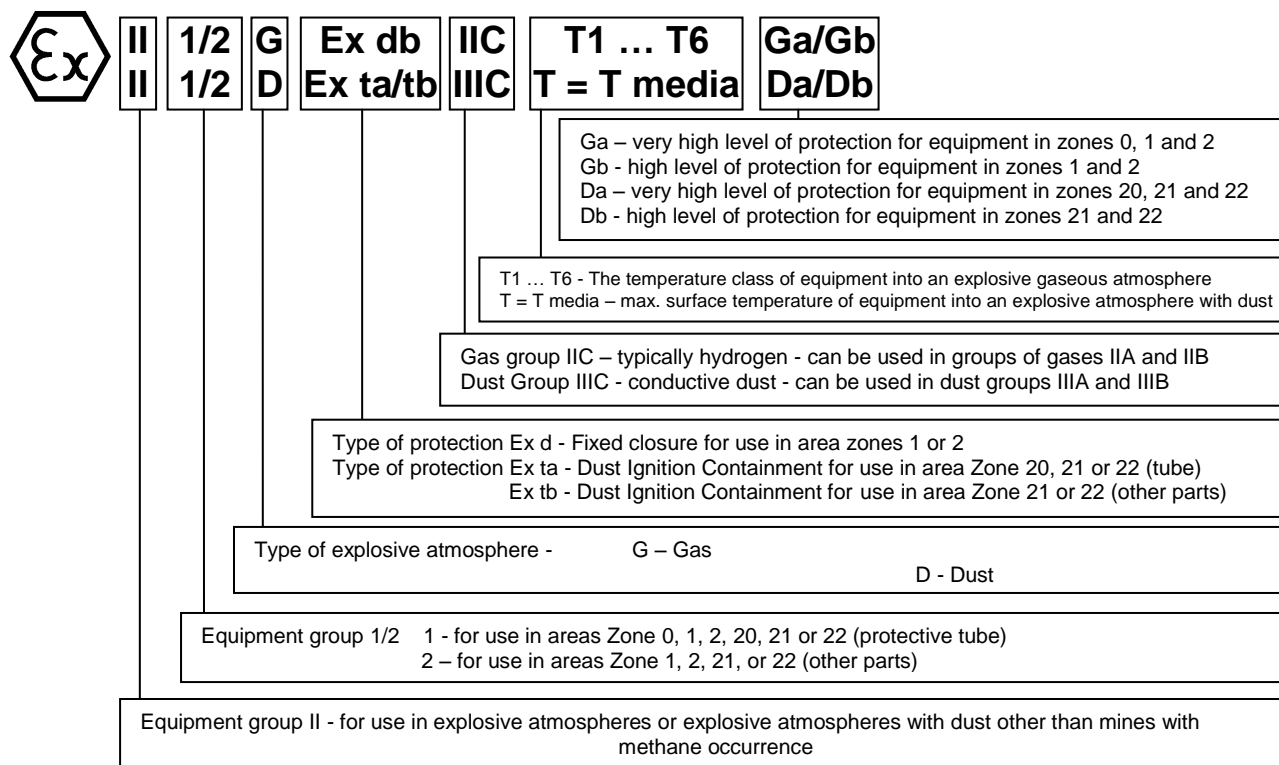 Ex II 1/2 G Ex db IIC T1 … T6 Ga/Gb
II 1/2 D Ex ta/tb IIIC T = T media Da/Db
Ga – very high level of protection for equipment in zones 0, 1 and 2
Gb - high level of protection for equipment in zones 1 and 2
Da – very high level of protection for equipment in zones 20, 21 and 22
Db - high level of protection for equipment in zones 21 and 22
T1 … T6 - The temperature class of equipment into an explosive gaseous atmosphere
T = T media – max. surface temperature of equipment into an explosive atmosphere with dust
Gas group IIC – typically hydrogen - can be used in groups of gases IIA and IIB
Dust Group IIIC - conductive dust - can be used in dust groups IIIA and IIIB
Type of protection Ex d - Fixed closure for use in area zones 1 or 2
Type of protection Ex ta - Dust Ignition Containment for use in area Zone 20, 21 or 22 (tube)
Ex tb - Dust Ignition Containment for use in area Zone 21 or 22 (other parts)
Type of explosive atmosphere - G – Gas
D - Dust
Equipment group 1/2 1 - for use in areas Zone 0, 1, 2, 20, 21 or 22 (protective tube)
2 – for use in areas Zone 1, 2, 21, or 22 (other parts)
Equipment group II - for use in explosive atmospheres or explosive atmospheres with dust other than mines with
methane occurrence